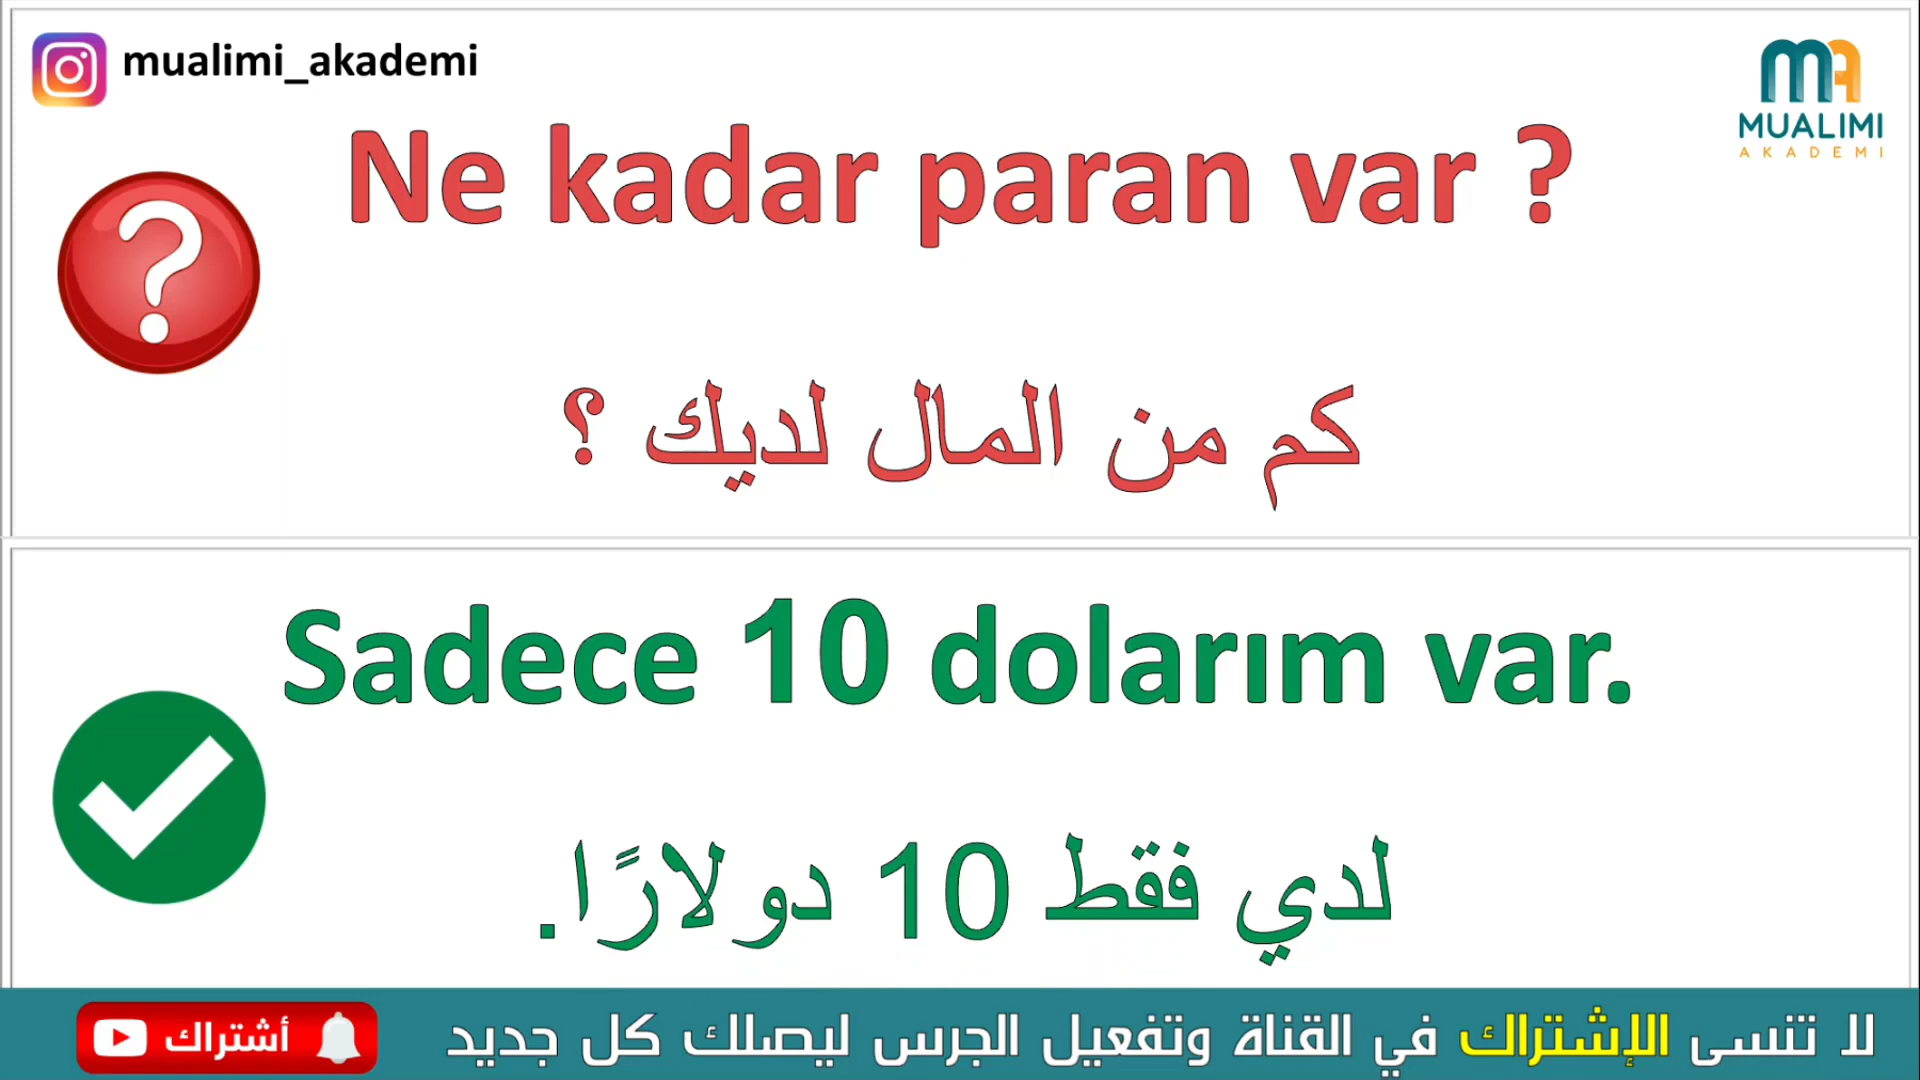 mualimi_akademi
MUALIMI
AKADEMI
Ne kadar paran var ?
كم من المال لديك ؟
Sadece 10 dolarım var.
لدي فقط 10 دولارًا.
لا تنسى الإشتراك في القناة وتفعيل الجرس ليصلك كل جديد
أشتراك